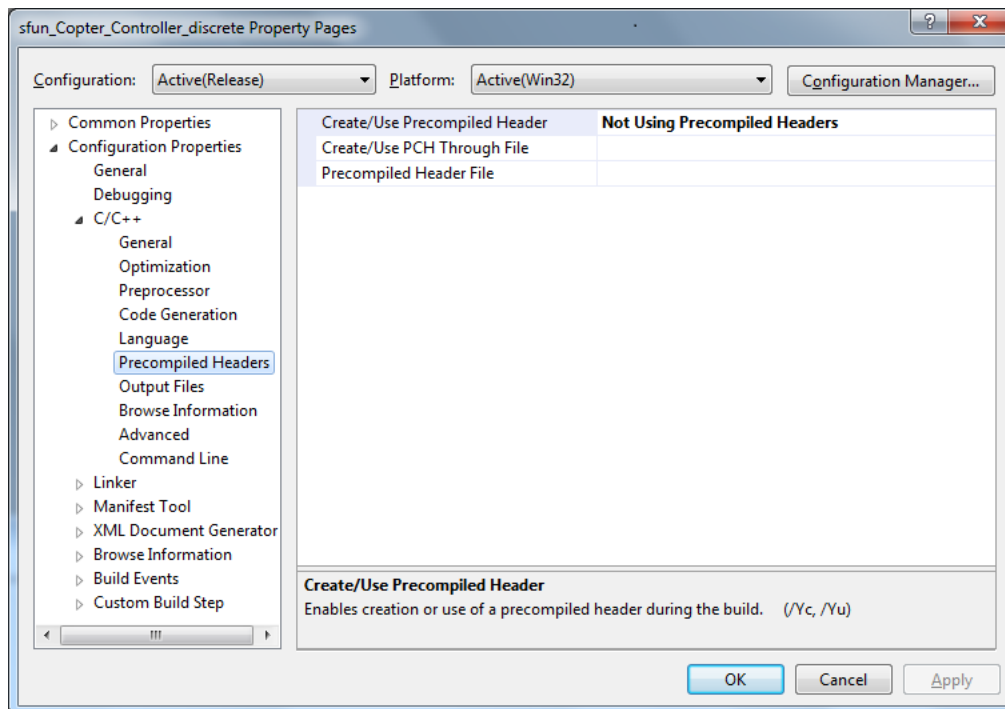 sfun_Copter_Controller_discrete Property Pages
Configuration: Active(Release) Platform: Active(Win32) Configuration Manager...
Common Properties
Configuration Properties
General
Debugging
C/C++
General
Optimization
Preprocessor
Code Generation
Language
Precompiled Headers
Output Files
Browse Information
Advanced
Command Line
Linker
Manifest Tool
XML Document Generator
Browse Information
Build Events
Custom Build Step
Create/Use Precompiled Header Not Using Precompiled Headers
Create/Use PCH Through File
Precompiled Header File
Create/Use Precompiled Header
Enables creation or use of a precompiled header during the build. (/Yc, /Yu)
OK Cancel Apply